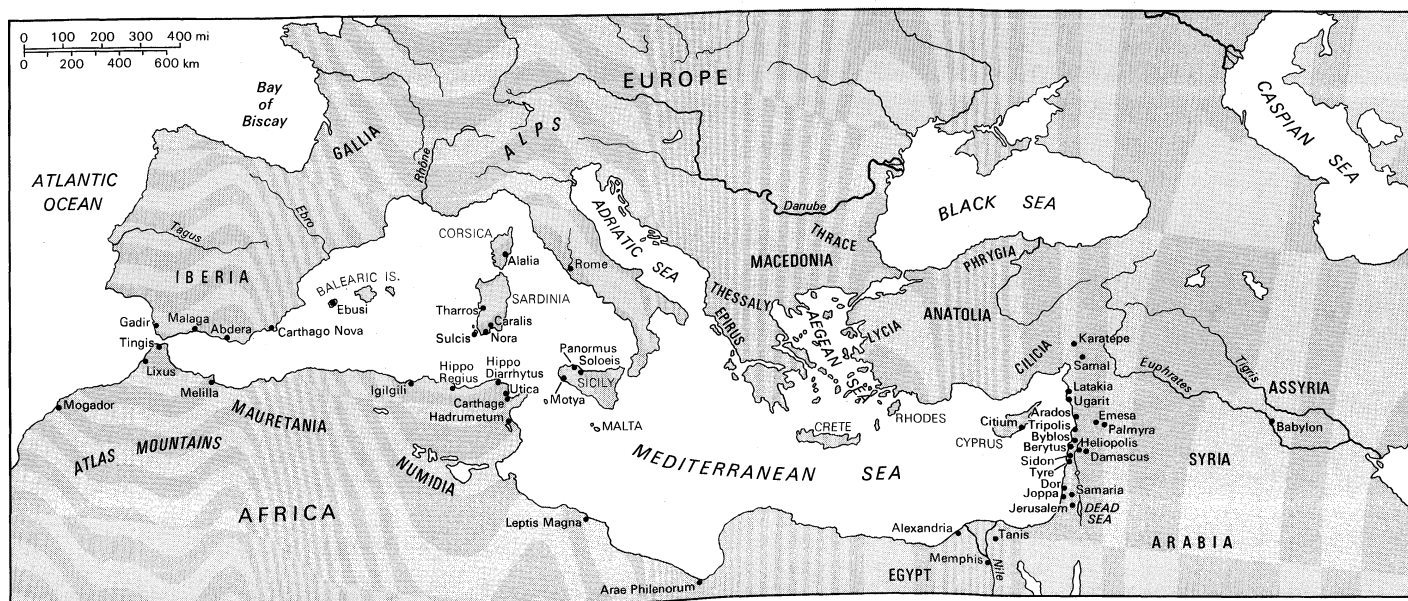 0 100 200 300 400 mi
0 200 400 600 km
EUROPE
Bay
of
Biscay
GALLIA
ALPS
Rhône
CASPIAN SEA
ATLANTIC
OCEAN
Ebro
Tagus
IBERIA
ADRIATIC SEA
Danube
BLACK SEA
THRACE
MACEDONIA
PHRYGIA
CORSICA
Alalia
Rome
BALEARIC IS.
Ebusi
SARDINIA
Tharros
Caralis
Sulcis
Nora
THESSALY
EPIRUS
AEGEAN SEA
LYCIA
ANATOLIA
CILICIA
Karatepe
Samal
Euphrates
Tigris
ASSYRIA
Gadir
Malaga
Abdera
Carthago Nova
Tingis
Lixus
Melilla
Mogador
Igilgili
Hippo
Regius
Hippo
Diarrhytus
Utica
Carthage
Hadrumetum
Panormus
Soloeis
SICILY
Motya
MALTA
MAURETANIA
ATLAS MOUNTAINS
NUMIDIA
AFRICA
MEDITERRANEAN SEA
CRETE
RHODES
Citium
CYPRUS
Latakia
Ugarit
Arados
Tripolis
Emesa
Palmyra
Byblos
Berytus
Heliopolis
Damascus
Sidon
Tyre
Dor
Joppa
Samaria
Jerusalem
DEAD
SEA
Babylon
SYRIA
ARABIA
Leptis Magna
Arae Philenorum
Alexandria
Tanis
Memphis
Nile
EGYPT